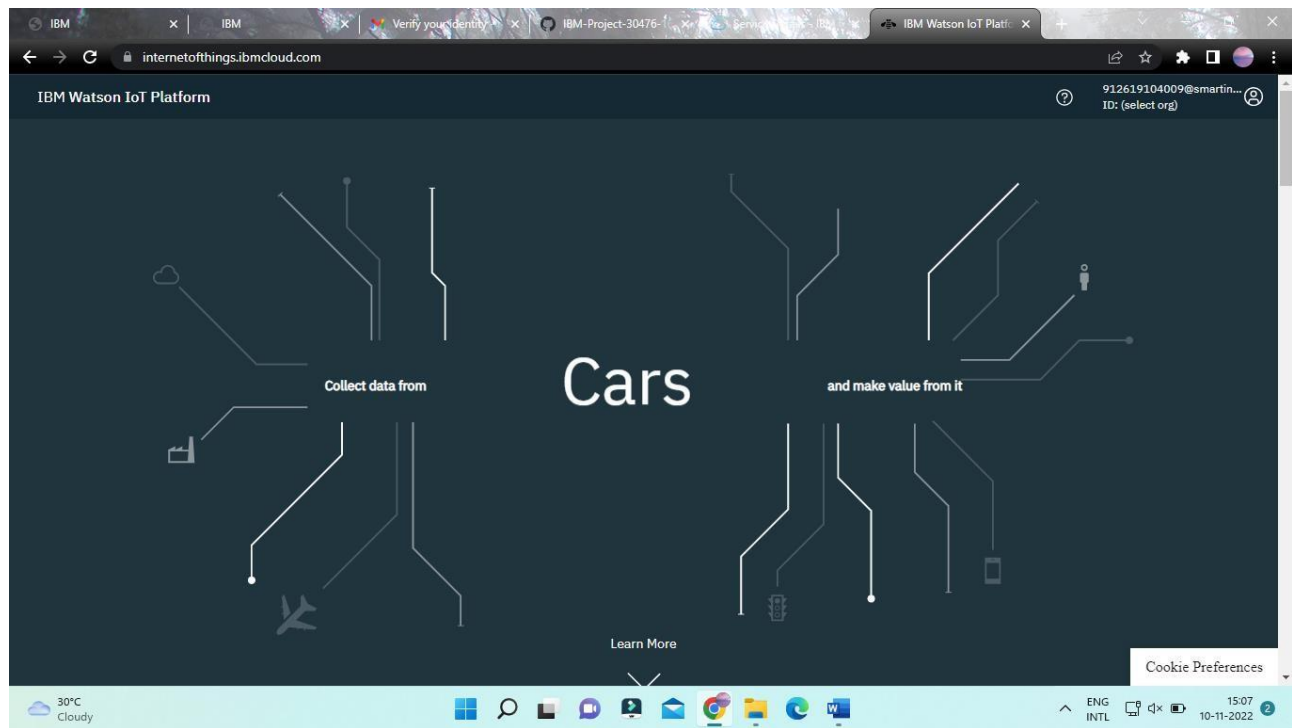 IBM
IBM
Verify your identity
IBM-Project-30476-
IBM Watson IoT Platfo
internetofthings.ibmcloud.com
IBM Watson IoT Platform
912619104009@smartin...
ID: (select org)
Collect data from
Cars
and make value from it
Learn More
Cookie Preferences
30°C
Cloudy
ENG
INTL
15:07
10-11-2022
2